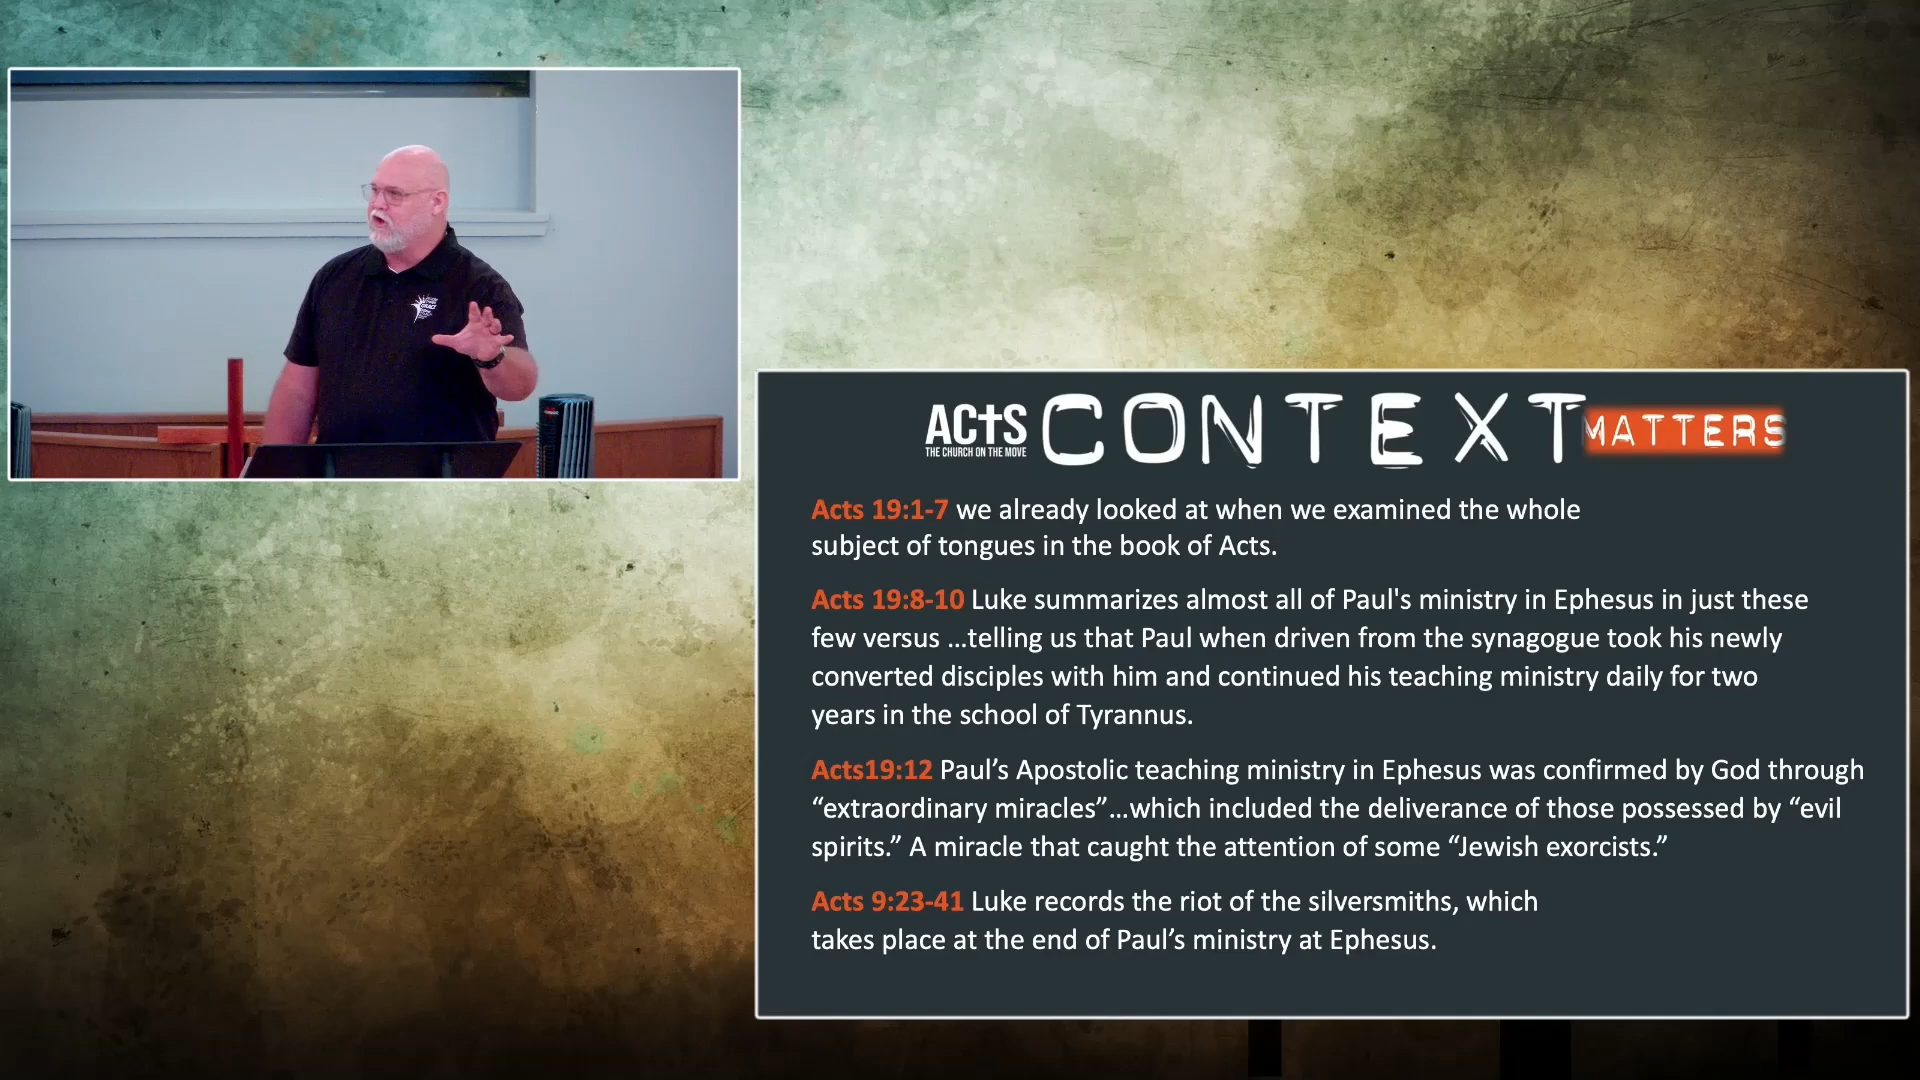 ACTS
THE CHURCH ON THE MOVE
CONTEXT MATTERS
Acts 19:1-7 we already looked at when we examined the whole
subject of tongues in the book of Acts.
Acts 19:8-10 Luke summarizes almost all of Paul's ministry in Ephesus in just these
few versus ...telling us that Paul when driven from the synagogue took his newly
converted disciples with him and continued his teaching ministry daily for two
years in the school of Tyrannus.
Acts19:12 Paul’s Apostolic teaching ministry in Ephesus was confirmed by God through
“extraordinary miracles”...which included the deliverance of those possessed by “evil
spirits.” A miracle that caught the attention of some “Jewish exorcists.”
Acts 9:23-41 Luke records the riot of the silversmiths, which
takes place at the end of Paul’s ministry at Ephesus.